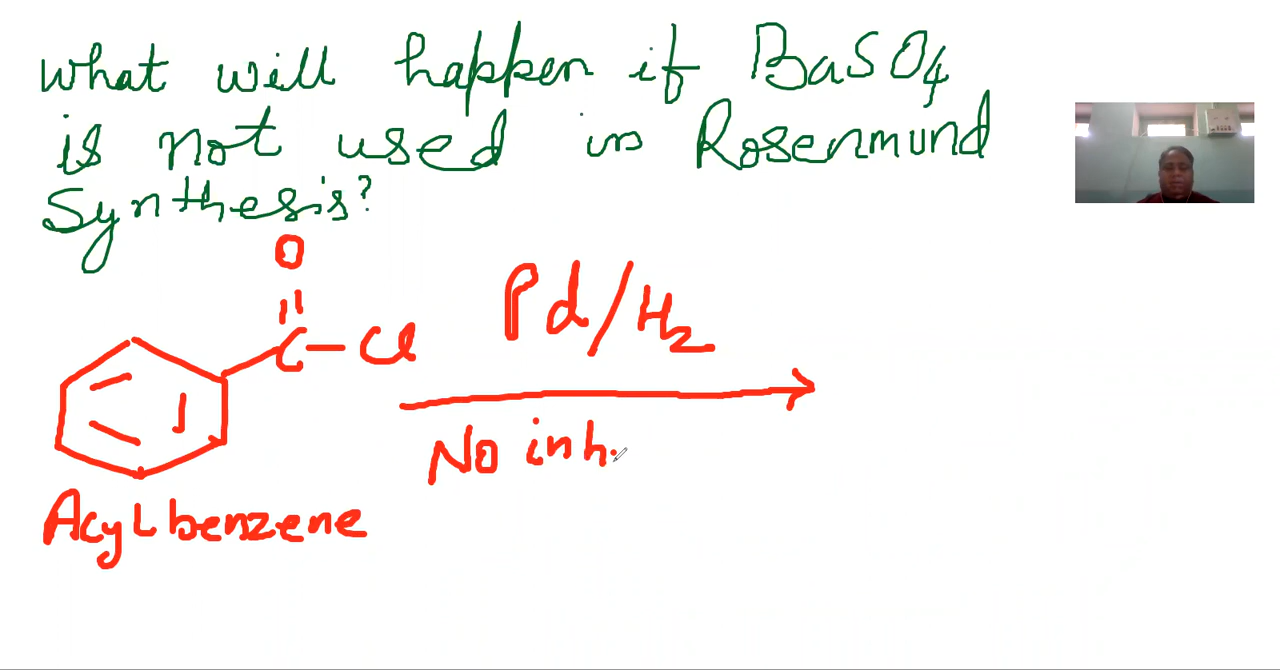 what will happen if BaSO4
is not used in Rosenmund
Synthesis?
O
C-Cl
Pd/H2
No inh.
Acyl benzene